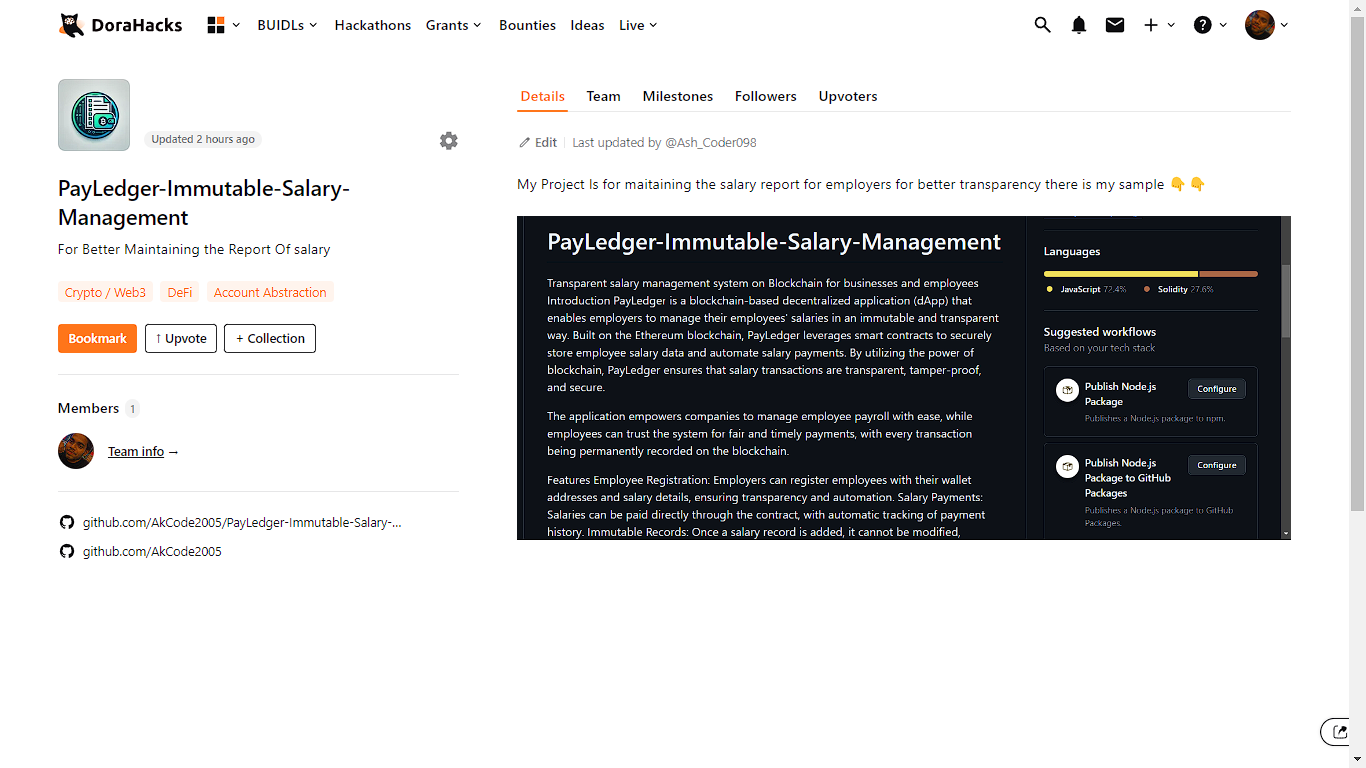 DoraHacks
BUIDLs
Hackathons
Grants
Bounties
Ideas
Live
Updated 2 hours ago
PayLedger-Immutable-Salary-
Management
For Better Maintaining the Report Of salary
Crypto / Web3
DeFi
Account Abstraction
Bookmark
↑ Upvote
+ Collection
Members 1
Team info →
github.com/AkCode2005/PayLedger-Immutable-Salary-...
github.com/AkCode2005
Details
Team
Milestones
Followers
Upvoters
Edit
Last updated by @Ash_Coder098
My Project Is for maitaining the salary report for employers for better transparency there is my sample 👇 👇
PayLedger-Immutable-Salary-Management
Transparent salary management system on Blockchain for businesses and employees
Introduction PayLedger is a blockchain-based decentralized application (dApp) that
enables employers to manage their employees' salaries in an immutable and transparent
way. Built on the Ethereum blockchain, PayLedger leverages smart contracts to securely
store employee salary data and automate salary payments. By utilizing the power of
blockchain, PayLedger ensures that salary transactions are transparent, tamper-proof,
and secure.
The application empowers companies to manage employee payroll with ease, while
employees can trust the system for fair and timely payments, with every transaction
being permanently recorded on the blockchain.
Features Employee Registration: Employers can register employees with their wallet
addresses and salary details, ensuring transparency and automation. Salary Payments:
Salaries can be paid directly through the contract, with automatic tracking of payment
history. Immutable Records: Once a salary record is added, it cannot be modified,
Languages
JavaScript 72.4%
Solidity 27.6%
Suggested workflows
Based on your tech stack
Publish Node.js
Package
Configure
Publishes a Node.js package to npm.
Publish Node.js
Package to GitHub
Packages
Configure
Publishes a Node.js package to GitHub
Packages.